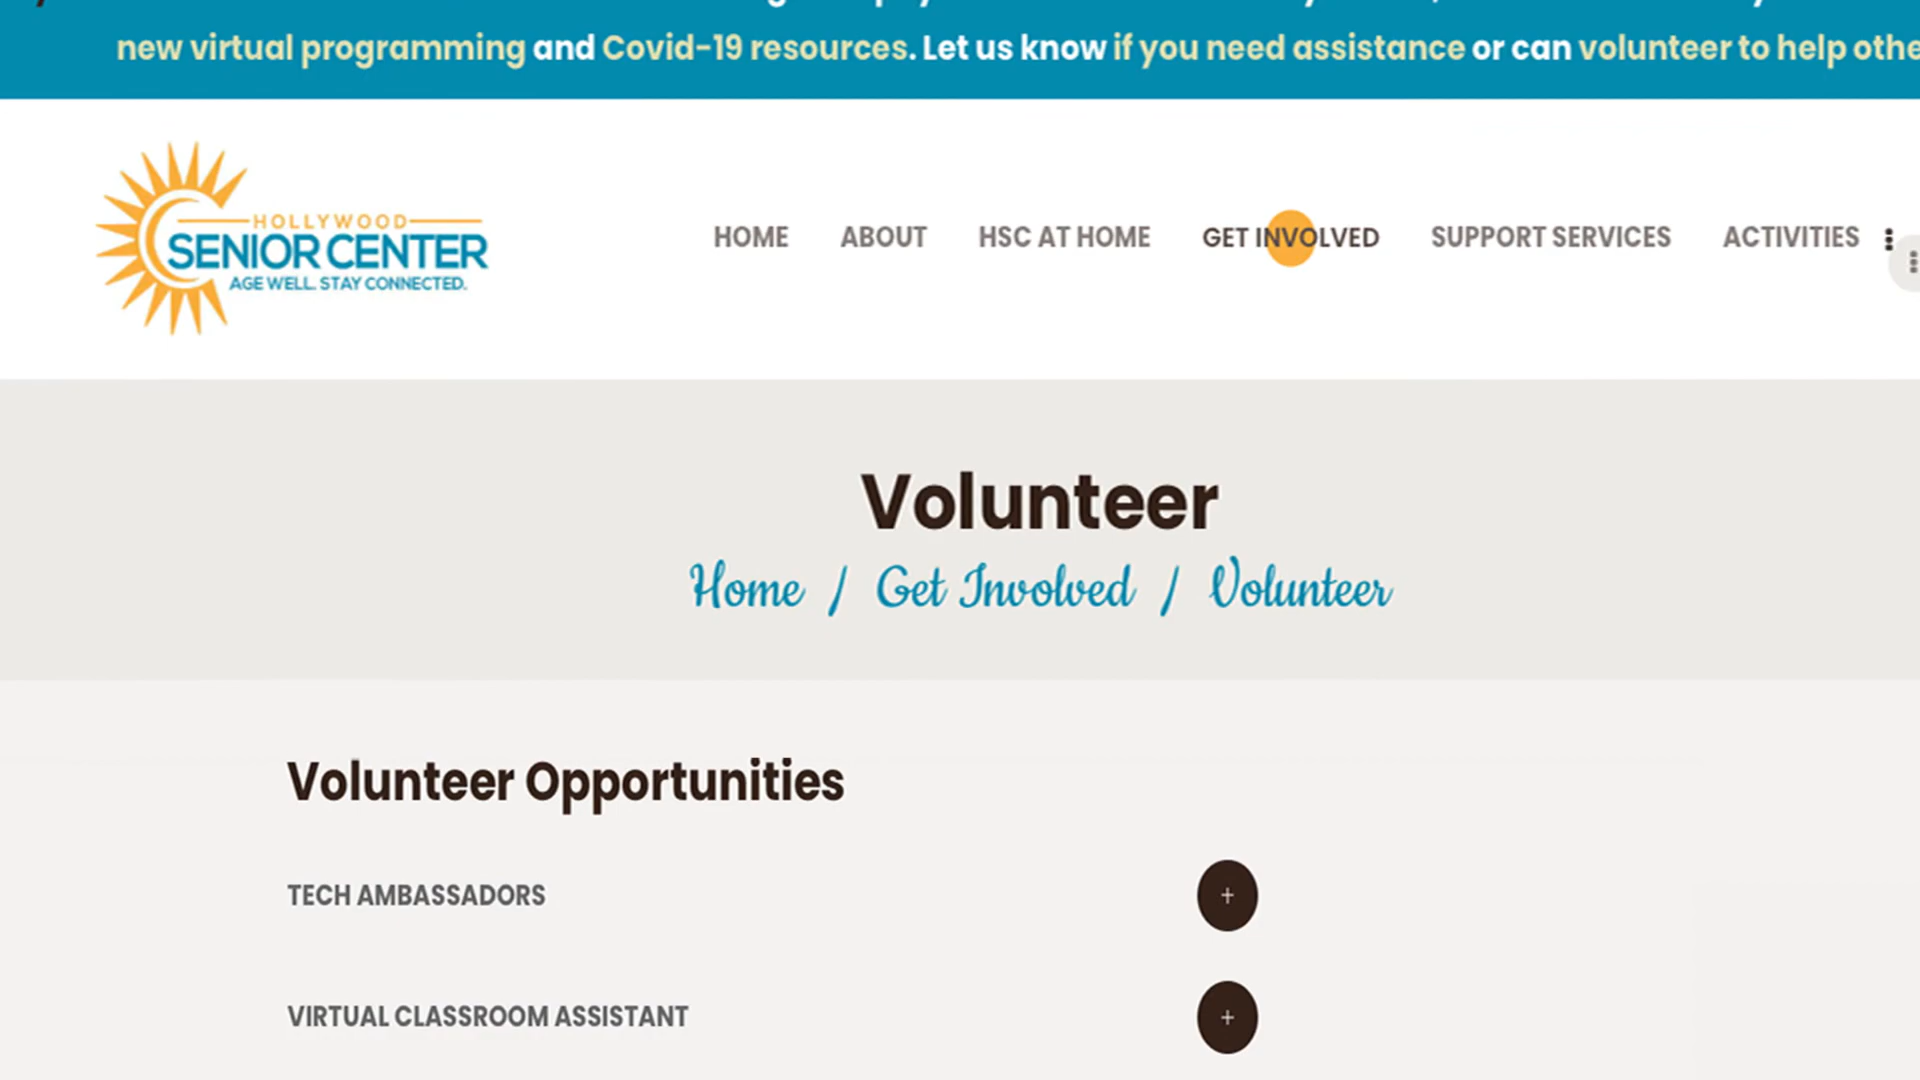 new virtual programming and Covid-19 resources. Let us know if you need assistance or can volunteer to help othe
HOLLYWOOD
SENIOR CENTER
AGE WELL. STAY CONNECTED.
HOME ABOUT HSC AT HOME GET INVOLVED SUPPORT SERVICES ACTIVITIES
Volunteer
Home / Get Involved / Volunteer
Volunteer Opportunities
TECH AMBASSADORS +
VIRTUAL CLASSROOM ASSISTANT +